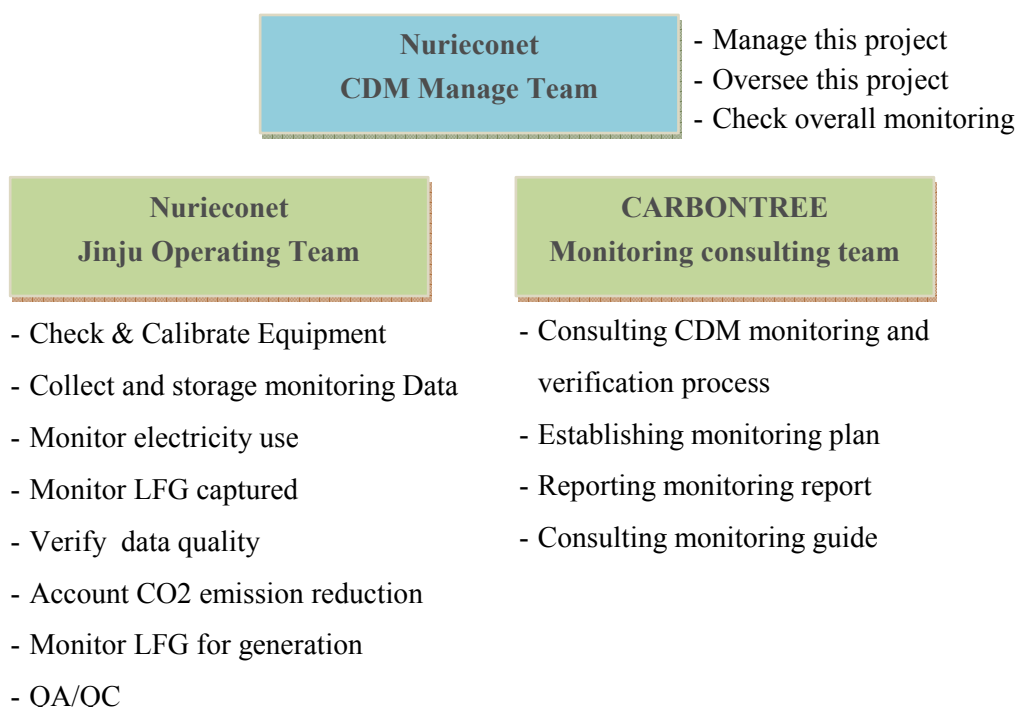 Nurieconet
CDM Manage Team
- Manage this project
- Oversee this project
- Check overall monitoring
Nurieconet
Jinju Operating Team
- Check & Calibrate Equipment
- Collect and storage monitoring Data
- Monitor electricity use
- Monitor LFG captured
- Verify data quality
- Account CO2 emission reduction
- Monitor LFG for generation
- QA/QC
CARBONTREE
Monitoring consulting team
- Consulting CDM monitoring and
verification process
- Establishing monitoring plan
- Reporting monitoring report
- Consulting monitoring guide